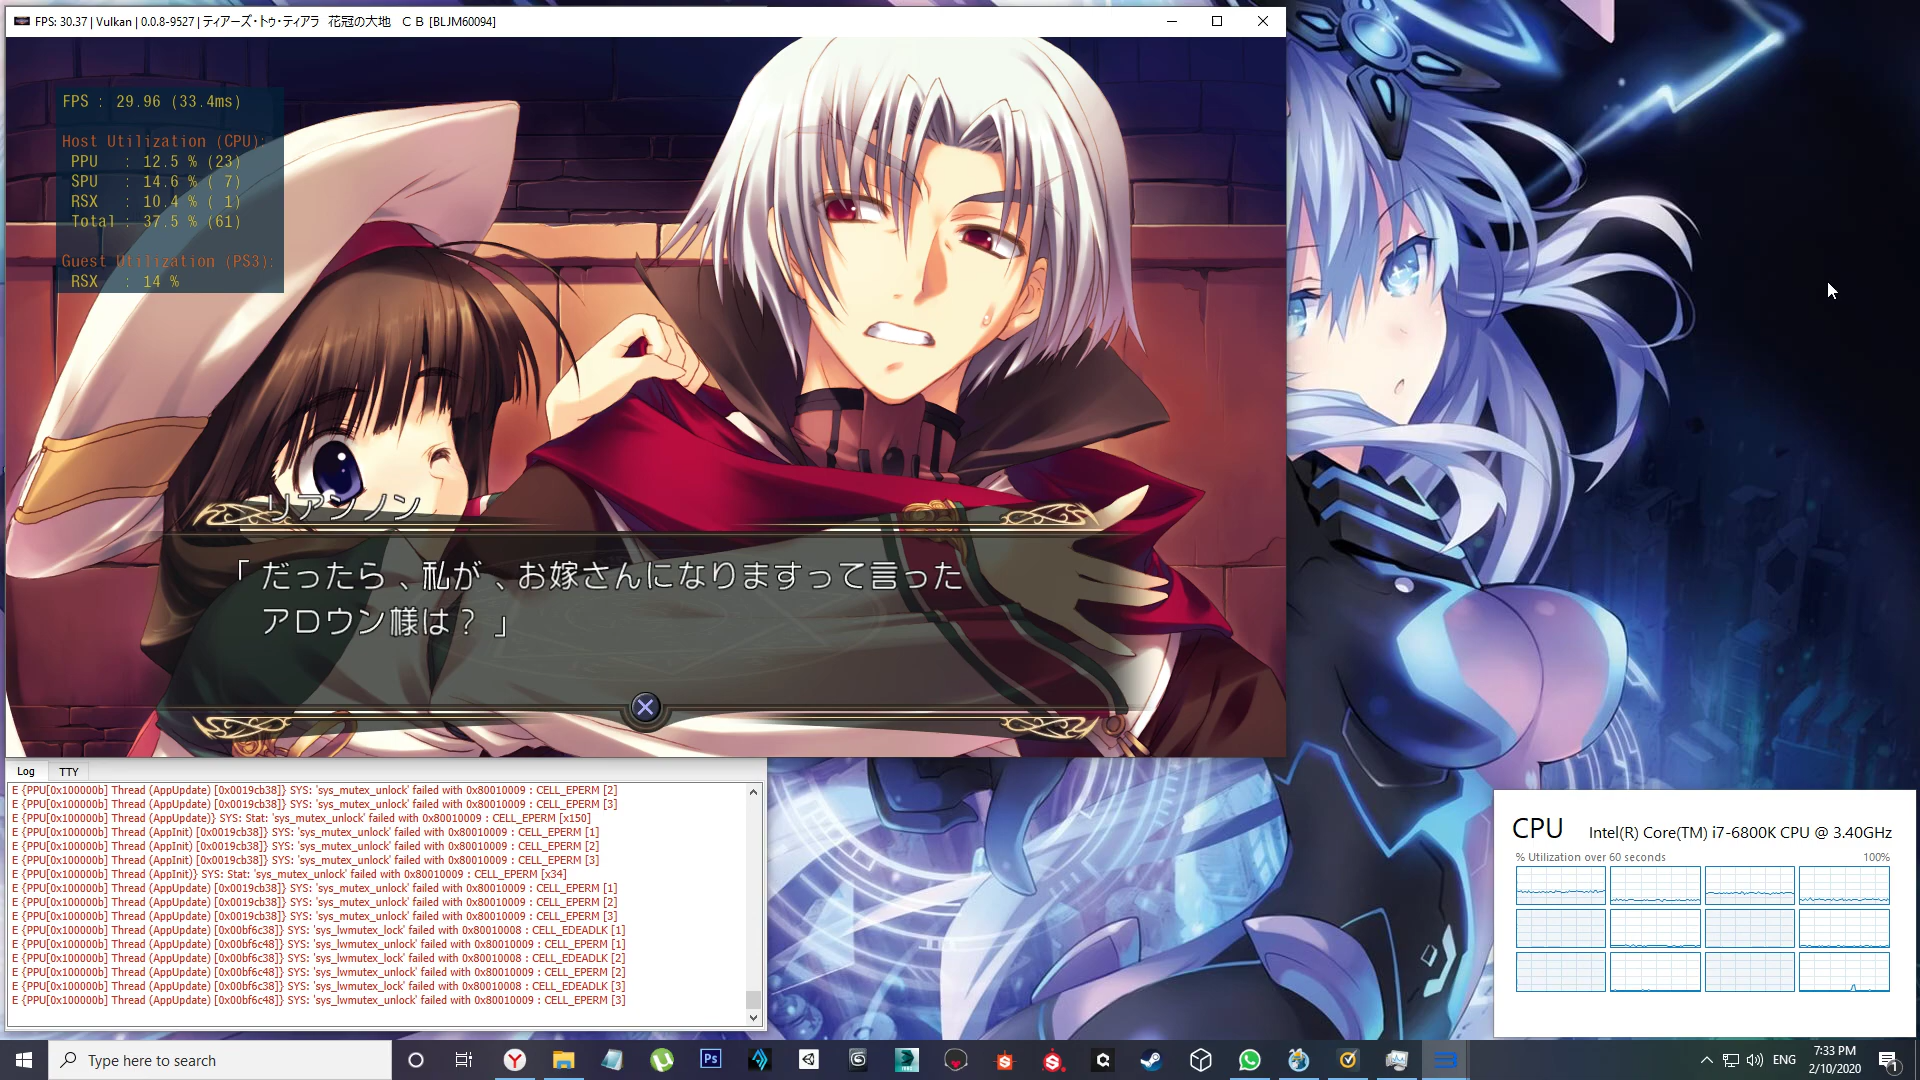 FPS: 30.37 | Vulkan | 0.0.8-9527 | ティアーズ・トゥ・ティアラ 花冠の大地 ＣＢ [BLJM60094]
FPS : 29.96 (33.4ms)
Host Utilization (CPU):
PPU : 12.5 % (23)
SPU : 14.6 % ( 7)
RSX : 10.4 % ( 1)
Total : 37.5 % (61)
Guest Utilization (PS3):
RSX : 14 %
リアンノン
「だったら、私が、お嫁さんになりますって言った
アロウン様は？」
Log TTY
E {PPU[0x100000b] Thread (AppUpdate) [0x0019cb38]} SYS: 'sys_mutex_unlock' failed with 0x80010009 : CELL_EPERM [2]
E {PPU[0x100000b] Thread (AppUpdate) [0x0019cb38]} SYS: 'sys_mutex_unlock' failed with 0x80010009 : CELL_EPERM [3]
E {PPU[0x100000b] Thread (AppUpdate)} SYS: Stat: 'sys_mutex_unlock' failed with 0x80010009 : CELL_EPERM [x150]
E {PPU[0x100000b] Thread (AppInit) [0x0019cb38]} SYS: 'sys_mutex_unlock' failed with 0x80010009 : CELL_EPERM [1]
E {PPU[0x100000b] Thread (AppInit) [0x0019cb38]} SYS: 'sys_mutex_unlock' failed with 0x80010009 : CELL_EPERM [2]
E {PPU[0x100000b] Thread (AppInit) [0x0019cb38]} SYS: 'sys_mutex_unlock' failed with 0x80010009 : CELL_EPERM [3]
E {PPU[0x100000b] Thread (AppInit)} SYS: Stat: 'sys_mutex_unlock' failed with 0x80010009 : CELL_EPERM [x34]
E {PPU[0x100000b] Thread (AppUpdate) [0x0019cb38]} SYS: 'sys_mutex_unlock' failed with 0x80010009 : CELL_EPERM [1]
E {PPU[0x100000b] Thread (AppUpdate) [0x0019cb38]} SYS: 'sys_mutex_unlock' failed with 0x80010009 : CELL_EPERM [2]
E {PPU[0x100000b] Thread (AppUpdate) [0x0019cb38]} SYS: 'sys_mutex_unlock' failed with 0x80010009 : CELL_EPERM [3]
E {PPU[0x100000b] Thread (AppUpdate) [0x00bf6c38]} SYS: 'sys_lwmutex_lock' failed with 0x80010008 : CELL_EDEADLK [1]
E {PPU[0x100000b] Thread (AppUpdate) [0x00bf6c48]} SYS: 'sys_lwmutex_unlock' failed with 0x80010009 : CELL_EPERM [1]
E {PPU[0x100000b] Thread (AppUpdate) [0x00bf6c38]} SYS: 'sys_lwmutex_lock' failed with 0x80010008 : CELL_EDEADLK [2]
E {PPU[0x100000b] Thread (AppUpdate) [0x00bf6c48]} SYS: 'sys_lwmutex_unlock' failed with 0x80010009 : CELL_EPERM [2]
E {PPU[0x100000b] Thread (AppUpdate) [0x00bf6c38]} SYS: 'sys_lwmutex_lock' failed with 0x80010008 : CELL_EDEADLK [3]
E {PPU[0x100000b] Thread (AppUpdate) [0x00bf6c48]} SYS: 'sys_lwmutex_unlock' failed with 0x80010009 : CELL_EPERM [3]
CPU Intel(R) Core(TM) i7-6800K CPU @ 3.40GHz
% Utilization over 60 seconds 100%
Type here to search
Ps
ENG
7:33 PM
2/10/2020
1